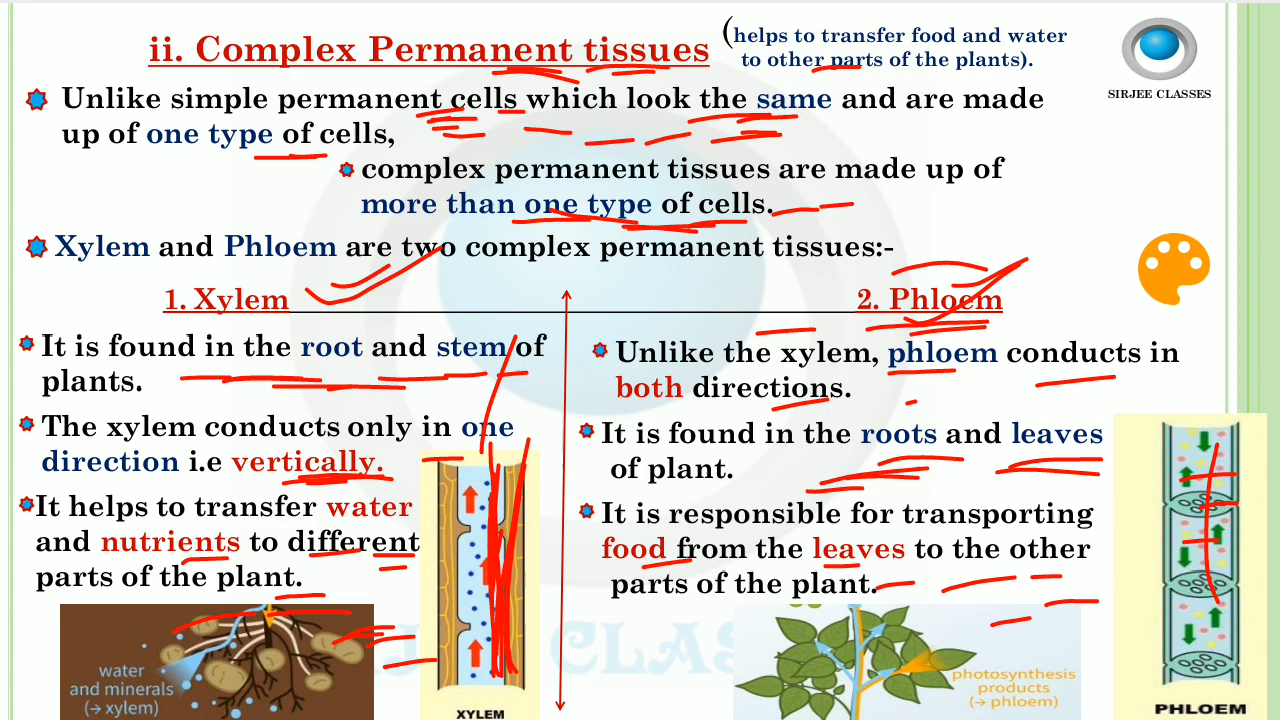 ii. Complex Permanent tissues
(helps to transfer food and water
to other parts of the plants).
SIRJEE CLASSES
Unlike simple permanent cells which look the same and are made
up of one type of cells,
complex permanent tissues are made up of
more than one type of cells.
Xylem and Phloem are two complex permanent tissues:-
1. Xylem
It is found in the root and stem of
plants.
The xylem conducts only in one
direction i.e vertically.
It helps to transfer water
and nutrients to different
parts of the plant.
water
and minerals
(→ xylem)
XYLEM
2. Phloem
Unlike the xylem, phloem conducts in
both directions.
It is found in the roots and leaves
of plant.
It is responsible for transporting
food from the leaves to the other
parts of the plant.
photosynthesis
products
(→ phloem)
PHLOEM